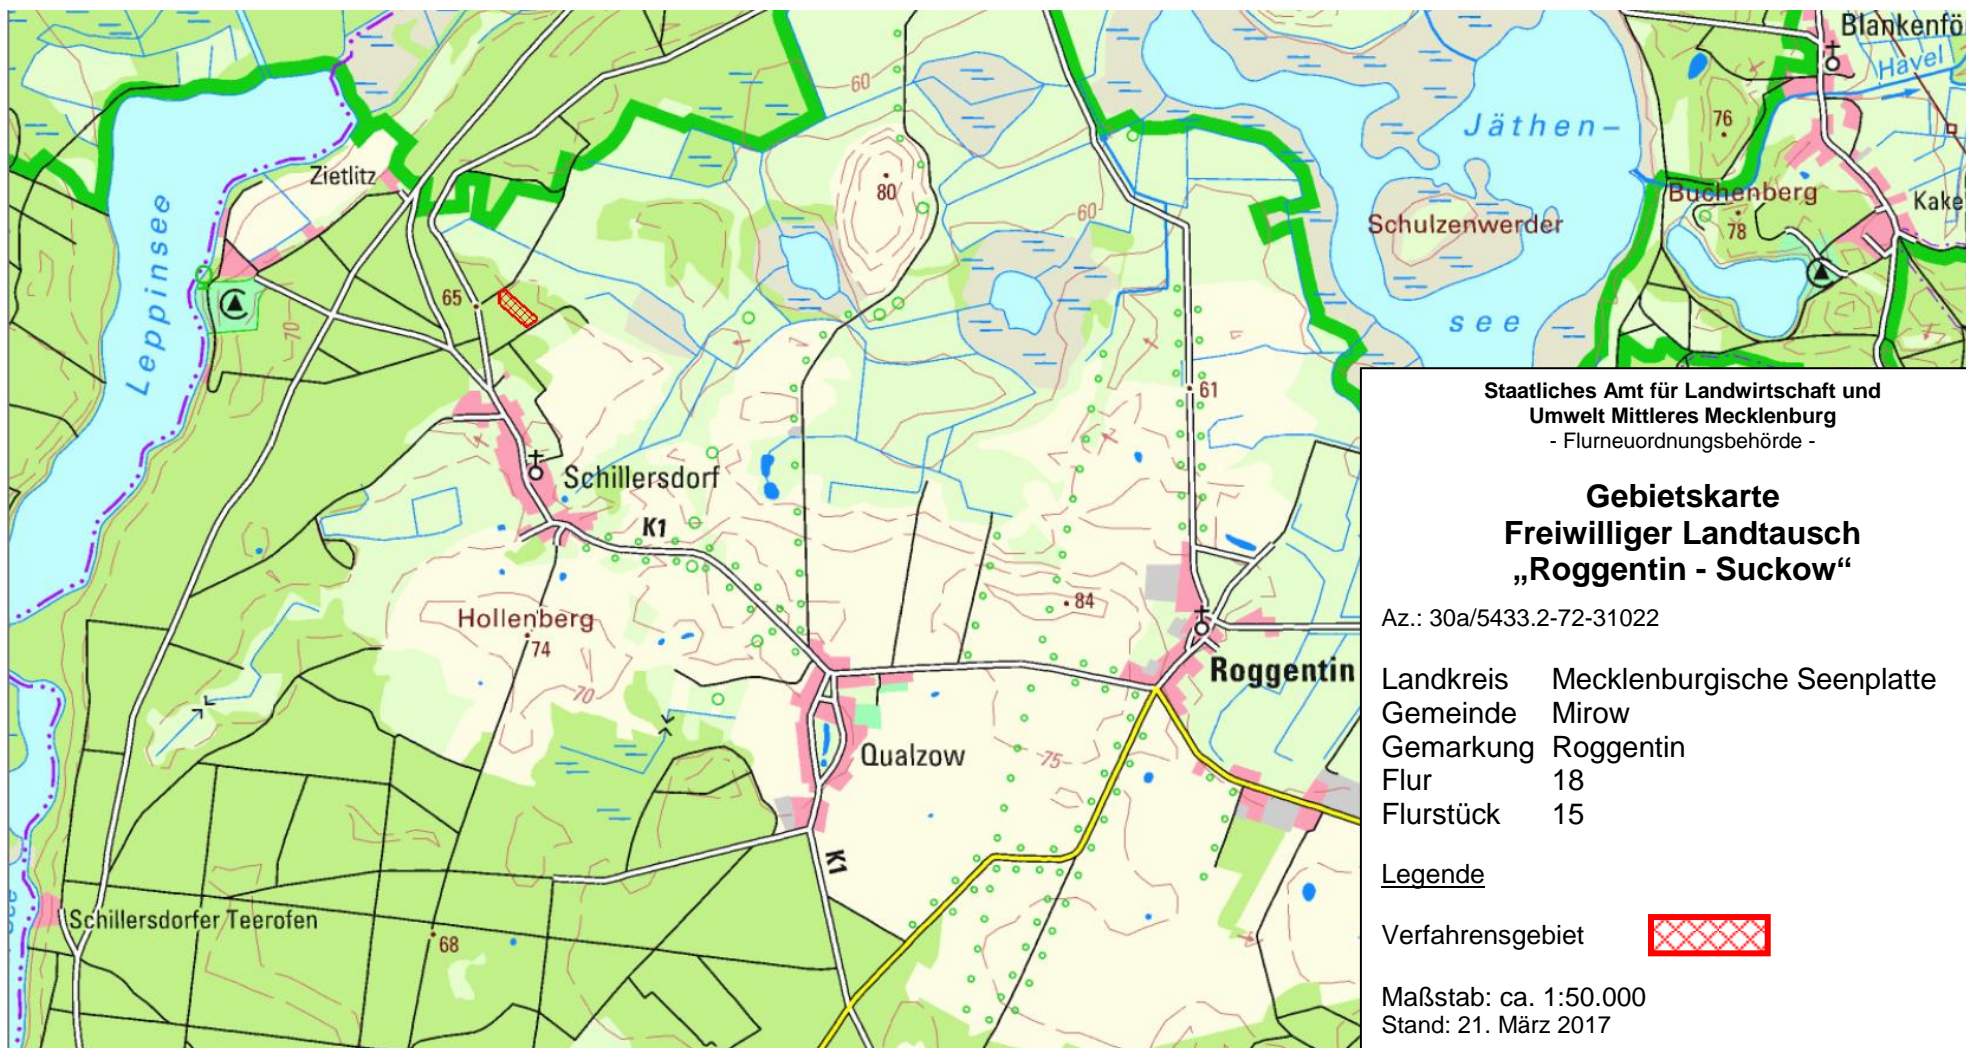 Blankenfö
Havel
76
Jäthen-
60
Zietlitz
80
Buchenberg
Kake
60
Schulzenwerder
78
Leppinsee
65
70
see
61
Schillersdorf
K1
84
Hollenberg
74
Roggentin
70
Qualzow
75
K1
Schillersdorfer Teerofen
68
see
Staatliches Amt für Landwirtschaft und
Umwelt Mittleres Mecklenburg
- Flurneuordnungsbehörde -
Gebietskarte
Freiwilliger Landtausch
„Roggentin - Suckow“
Az.: 30a/5433.2-72-31022
Landkreis Mecklenburgische Seenplatte
Gemeinde Mirow
Gemarkung Roggentin
Flur 18
Flurstück 15
Legende
Verfahrensgebiet
Maßstab: ca. 1:50.000
Stand: 21. März 2017